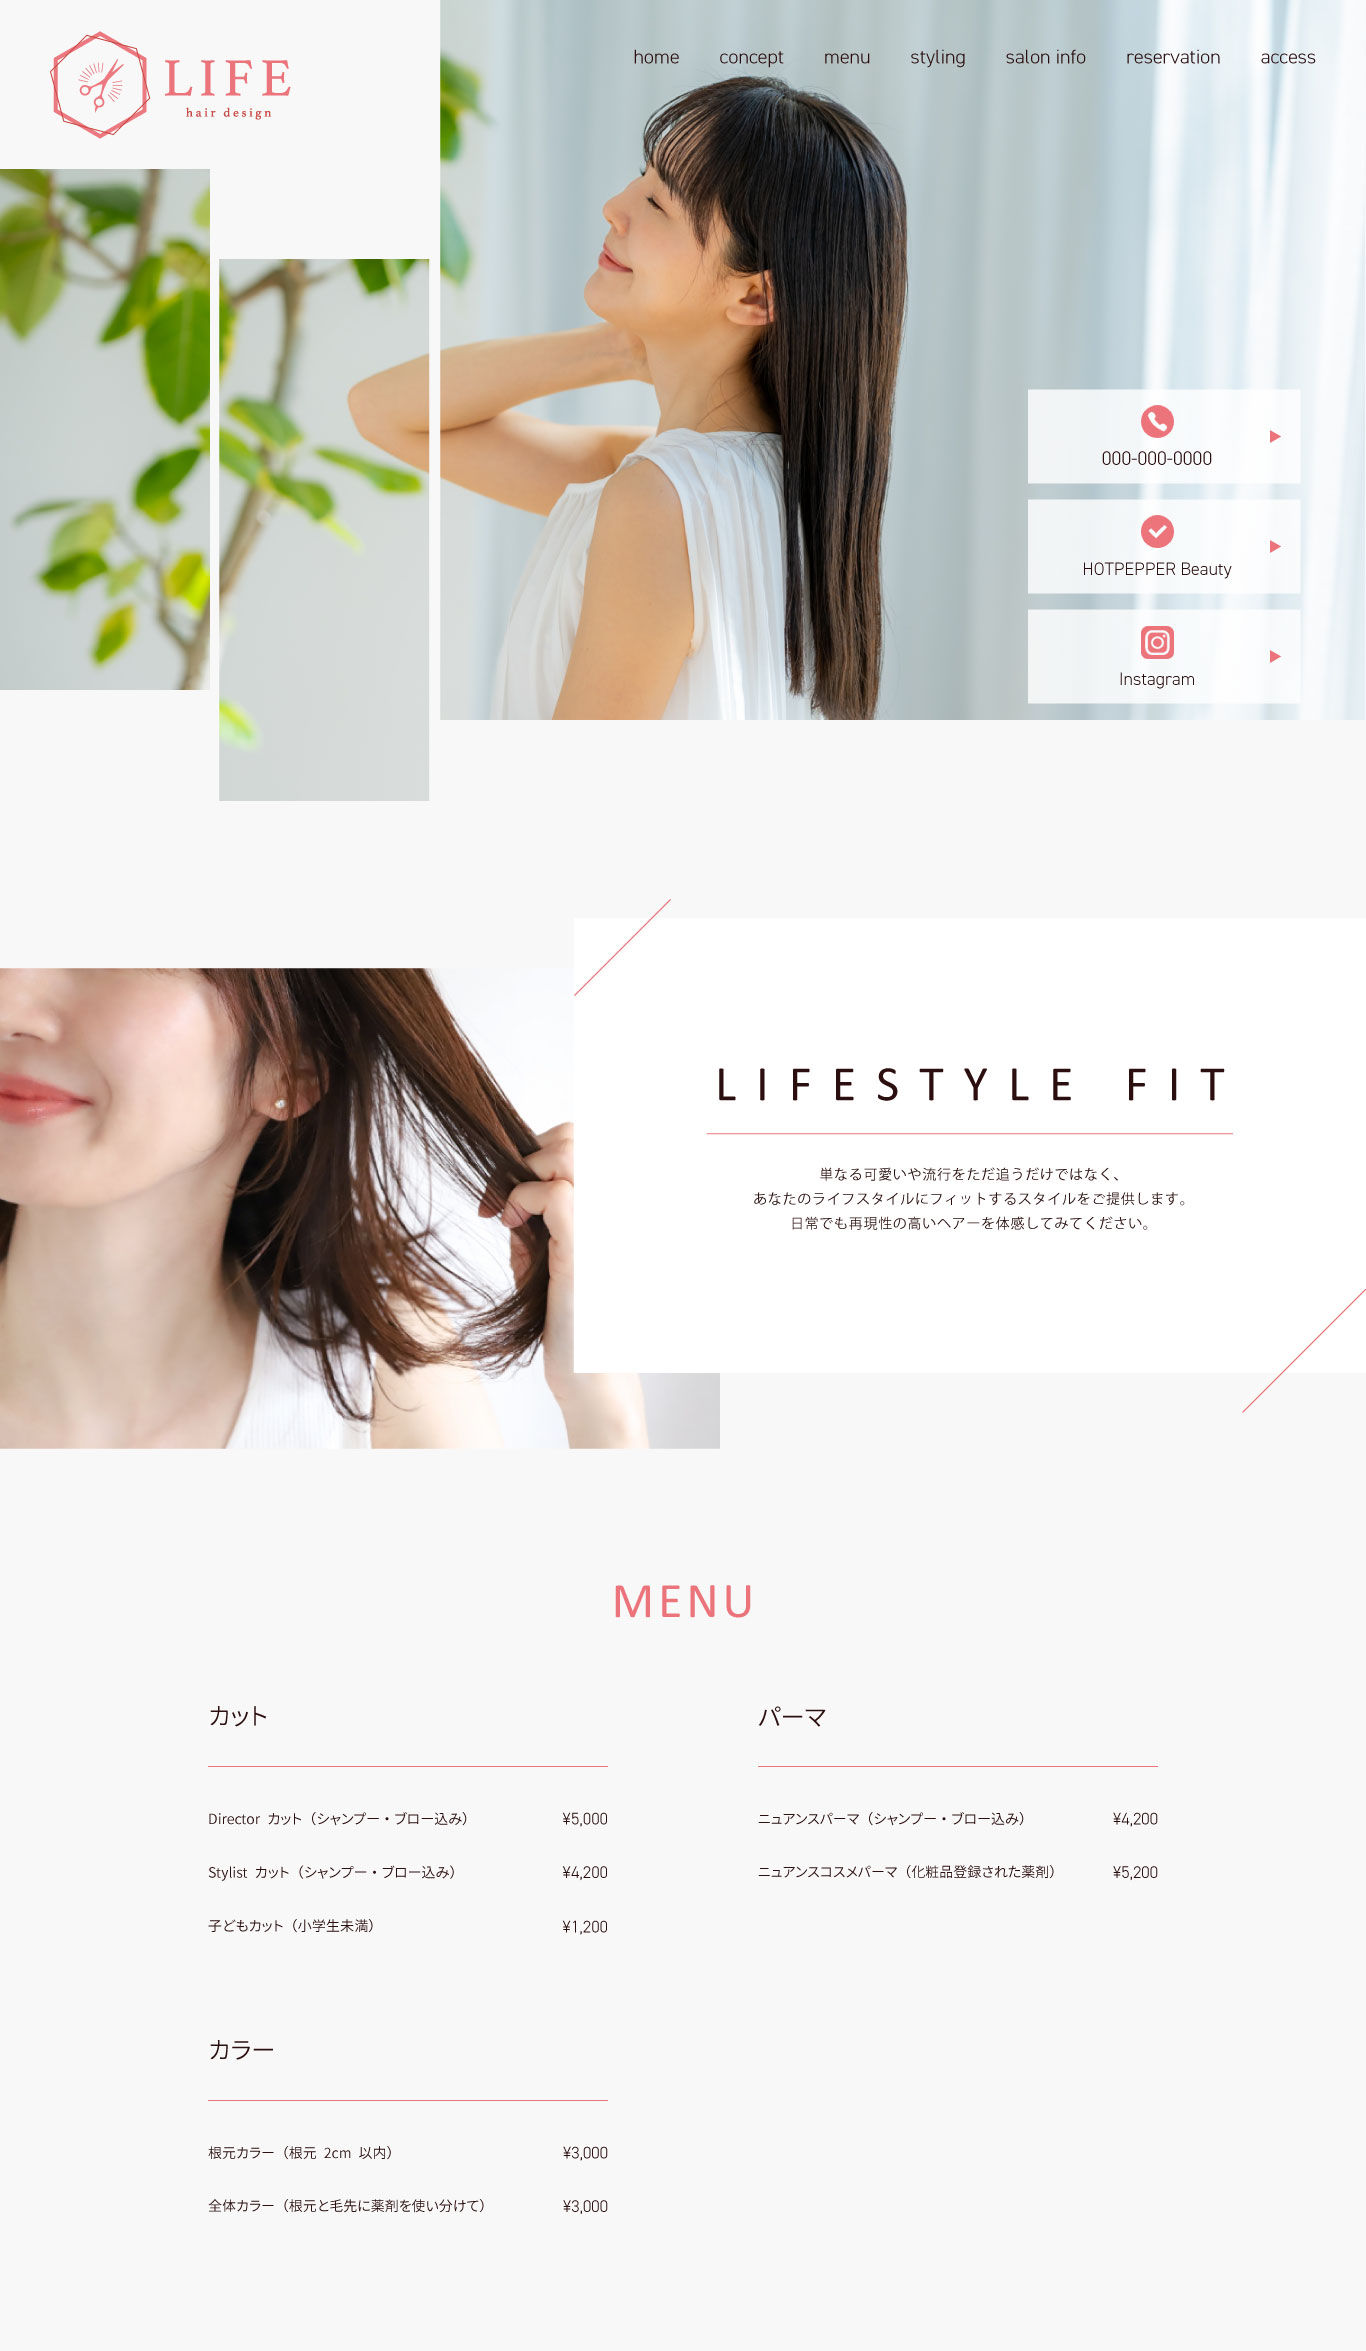 LIFE
hair design
home concept menu styling salon info reservation access
000-000-0000
HOTPEPPER Beauty
Instagram
LIFESTYLE FIT
単なる可愛いや流行をただ追うだけではなく、
あなたのライフスタイルにフィットするスタイルをご提供します。
日常でも再現性の高いヘアーを体感してみてください。
MENU
カット
Director カット（シャンプー・ブロー込み） ¥5,000
Stylist カット（シャンプー・ブロー込み） ¥4,200
子どもカット（小学生未満） ¥1,200
パーマ
ニュアンスパーマ（シャンプー・ブロー込み） ¥4,200
ニュアンスコスメパーマ（化粧品登録された薬剤） ¥5,200
カラー
根元カラー（根元 2cm 以内） ¥3,000
全体カラー（根元と毛先に薬剤を使い分けて） ¥3,000